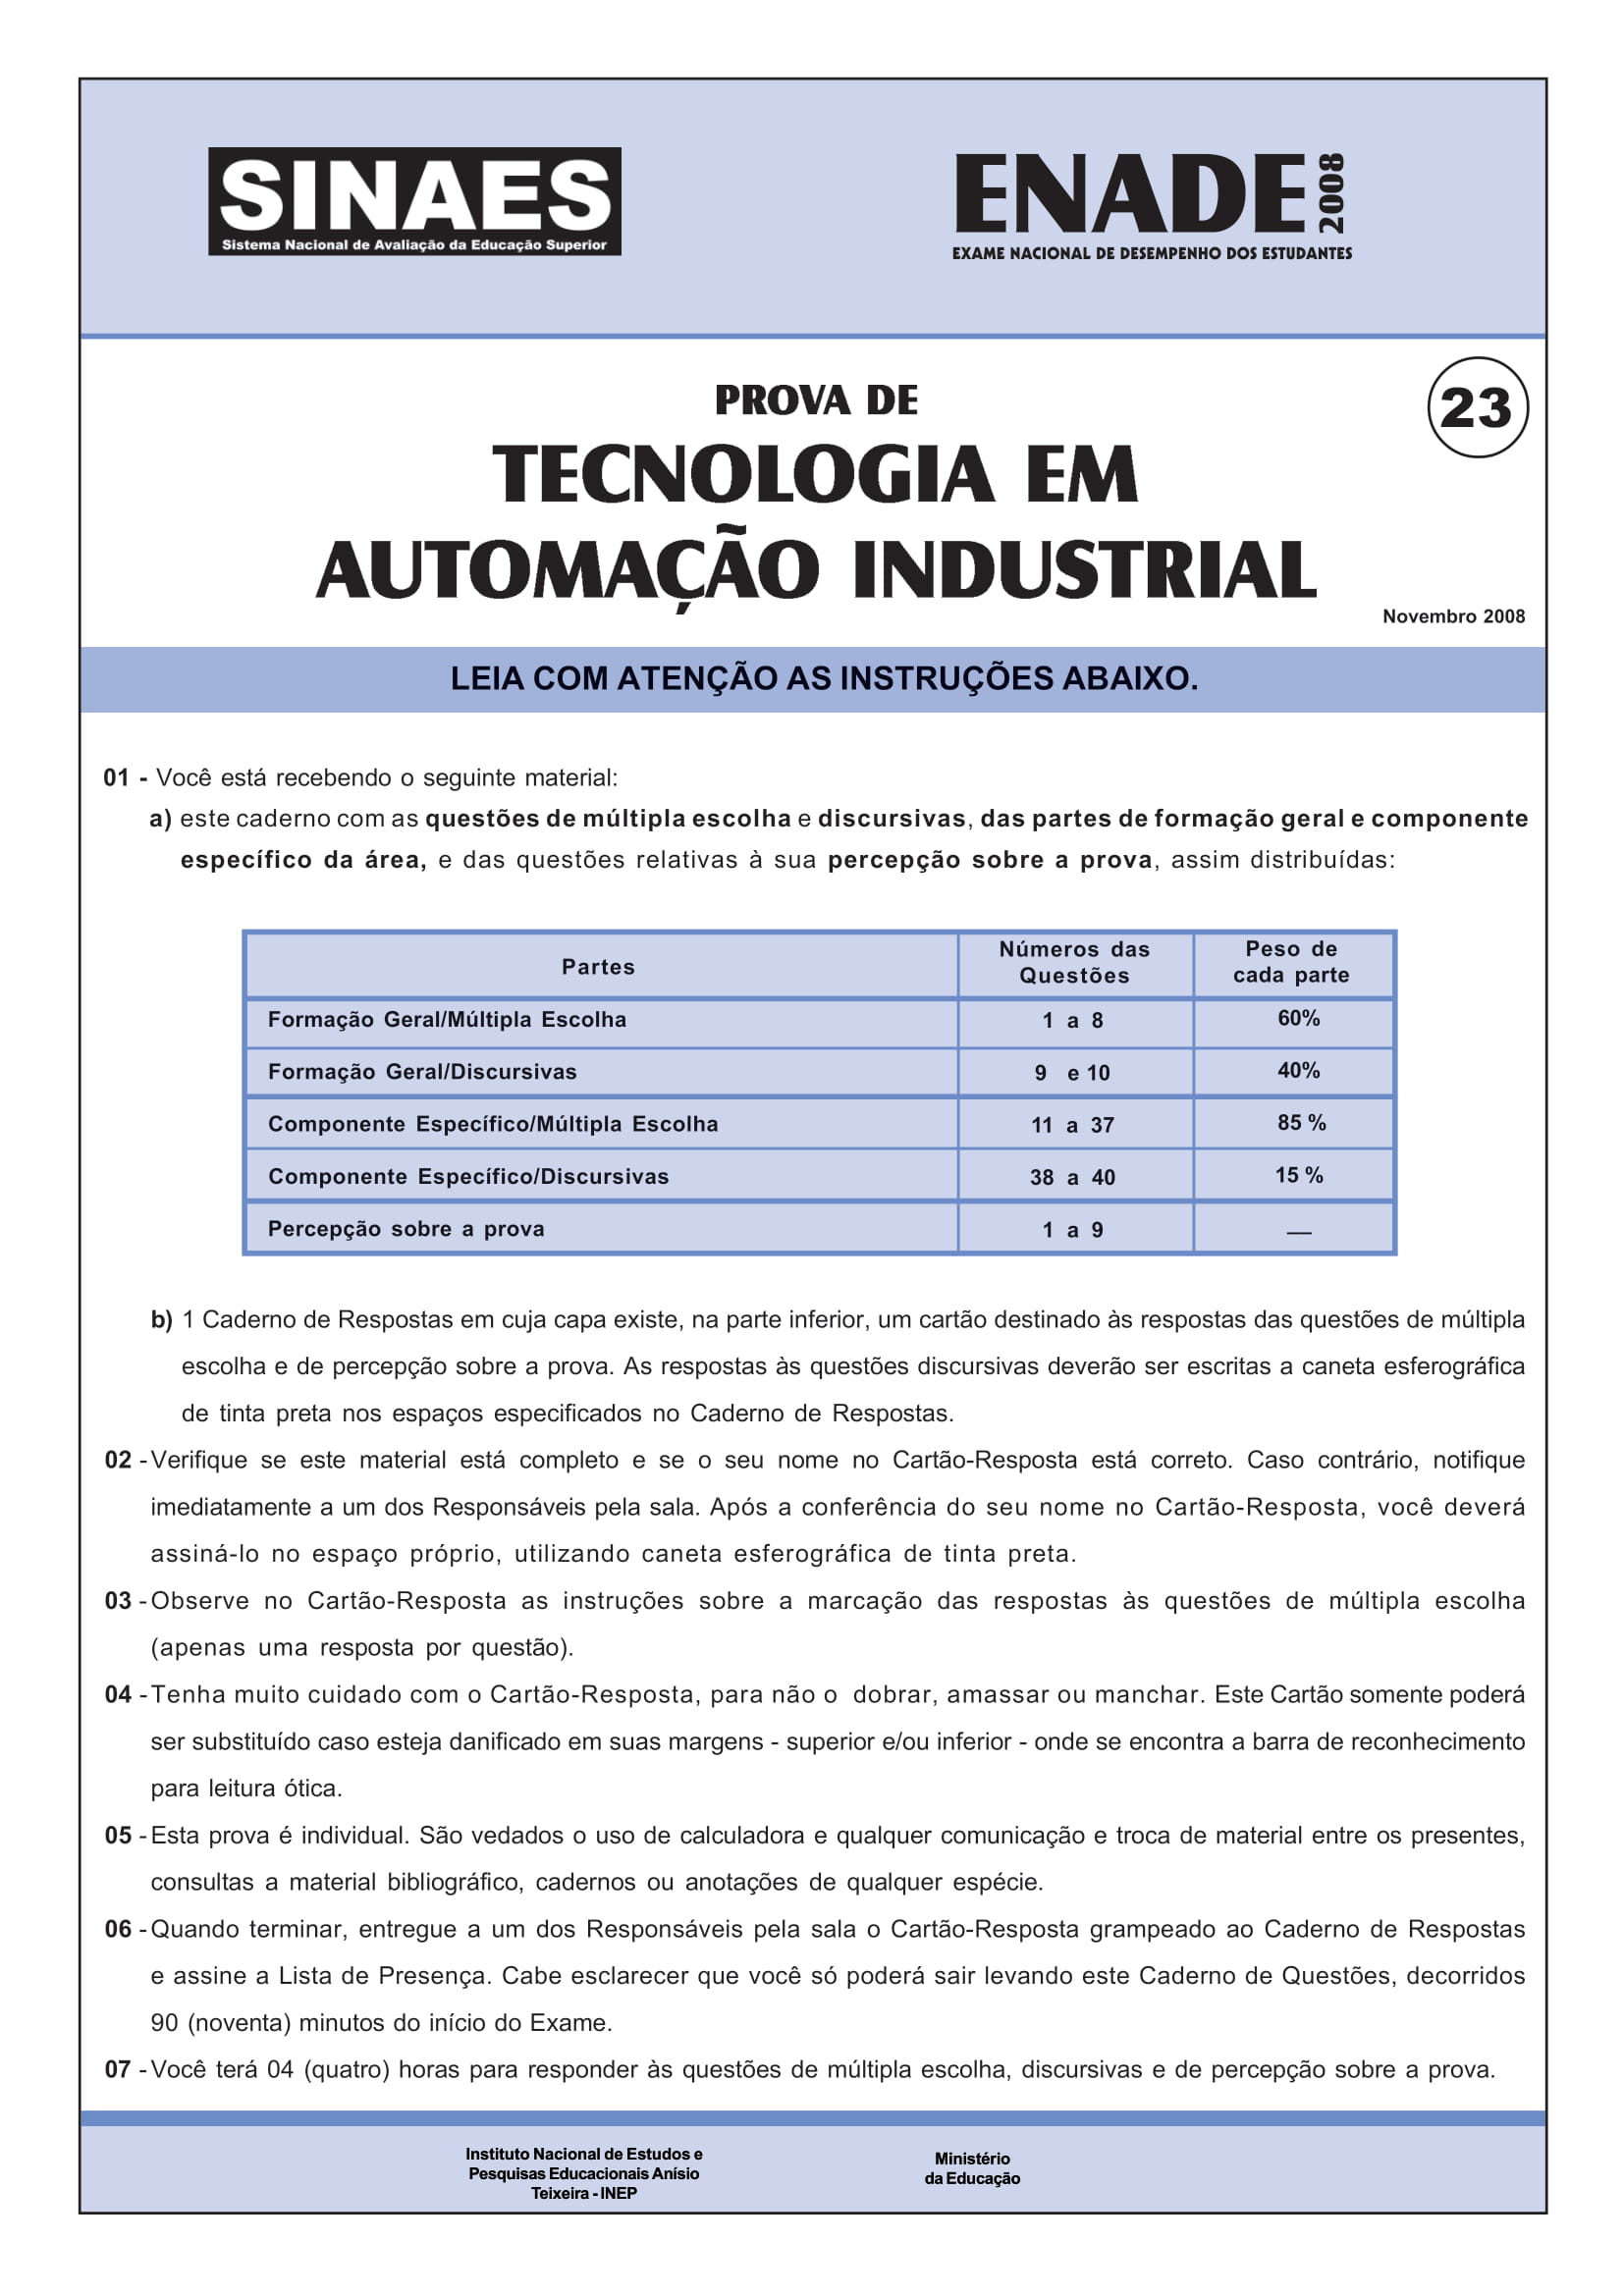 SINAES
Sistema Nacional de Avaliação da Educação Superior
ENADE 2008
EXAME NACIONAL DE DESEMPENHO DOS ESTUDANTES
PROVA DE
23
TECNOLOGIA EM
AUTOMAÇÃO INDUSTRIAL
Novembro 2008
LEIA COM ATENÇÃO AS INSTRUÇÕES ABAIXO.
01 - Você está recebendo o seguinte material:
a) este caderno com as questões de múltipla escolha e discursivas, das partes de formação geral e componente
específico da área, e das questões relativas à sua percepção sobre a prova, assim distribuídas:
Partes
Números das
Questões
Peso de
cada parte
Formação Geral/Múltipla Escolha 1 a 8 60%
Formação Geral/Discursivas 9 e 10 40%
Componente Específico/Múltipla Escolha 11 a 37 85 %
Componente Específico/Discursivas 38 a 40 15 %
Percepção sobre a prova 1 a 9 —
b) 1 Caderno de Respostas em cuja capa existe, na parte inferior, um cartão destinado às respostas das questões de múltipla
escolha e de percepção sobre a prova. As respostas às questões discursivas deverão ser escritas a caneta esferográfica
de tinta preta nos espaços especificados no Caderno de Respostas.
02 - Verifique se este material está completo e se o seu nome no Cartão-Resposta está correto. Caso contrário, notifique
imediatamente a um dos Responsáveis pela sala. Após a conferência do seu nome no Cartão-Resposta, você deverá
assiná-lo no espaço próprio, utilizando caneta esferográfica de tinta preta.
03 - Observe no Cartão-Resposta as instruções sobre a marcação das respostas às questões de múltipla escolha
(apenas uma resposta por questão).
04 - Tenha muito cuidado com o Cartão-Resposta, para não o dobrar, amassar ou manchar. Este Cartão somente poderá
ser substituído caso esteja danificado em suas margens - superior e/ou inferior - onde se encontra a barra de reconhecimento
para leitura ótica.
05 - Esta prova é individual. São vedados o uso de calculadora e qualquer comunicação e troca de material entre os presentes,
consultas a material bibliográfico, cadernos ou anotações de qualquer espécie.
06 - Quando terminar, entregue a um dos Responsáveis pela sala o Cartão-Resposta grampeado ao Caderno de Respostas
e assine a Lista de Presença. Cabe esclarecer que você só poderá sair levando este Caderno de Questões, decorridos
90 (noventa) minutos do início do Exame.
07 - Você terá 04 (quatro) horas para responder às questões de múltipla escolha, discursivas e de percepção sobre a prova.
Instituto Nacional de Estudos e
Pesquisas Educacionais Anísio
Teixeira - INEP
Ministério
da Educação